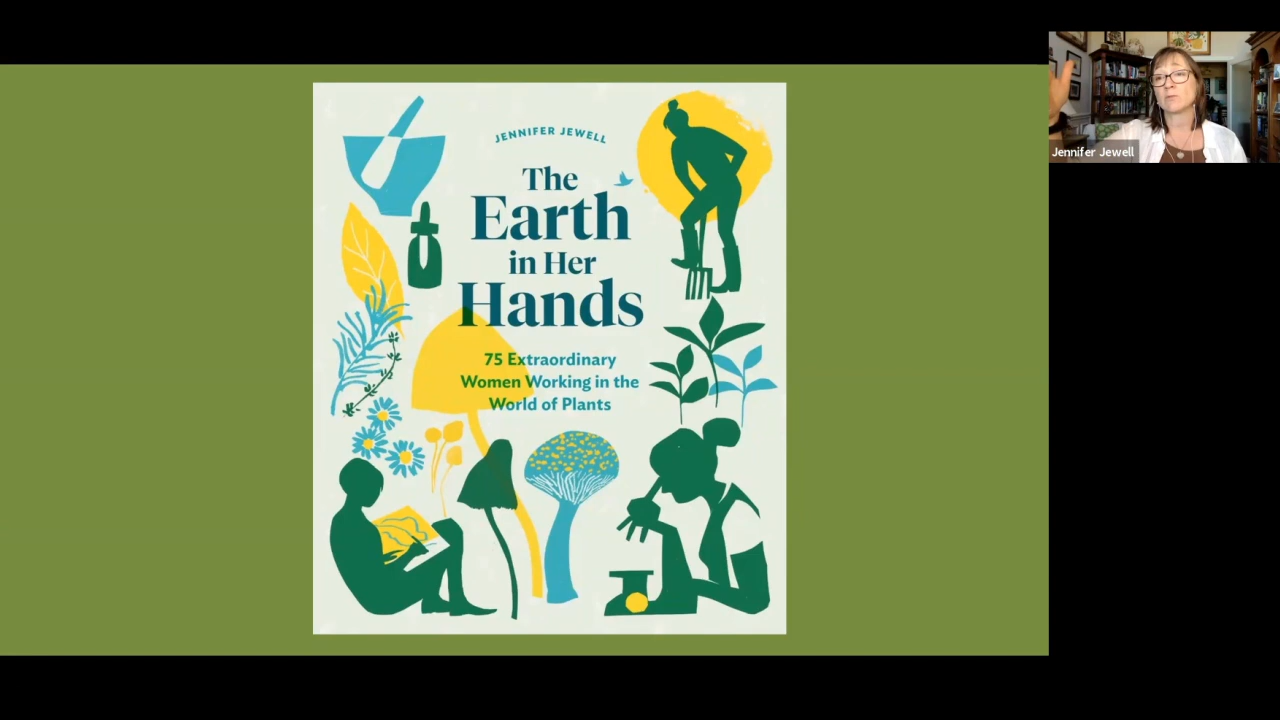 JENNIFER JEWELL
The
Earth
in Her
Hands
75 Extraordinary
Women Working in the
World of Plants
Jennifer Jewell